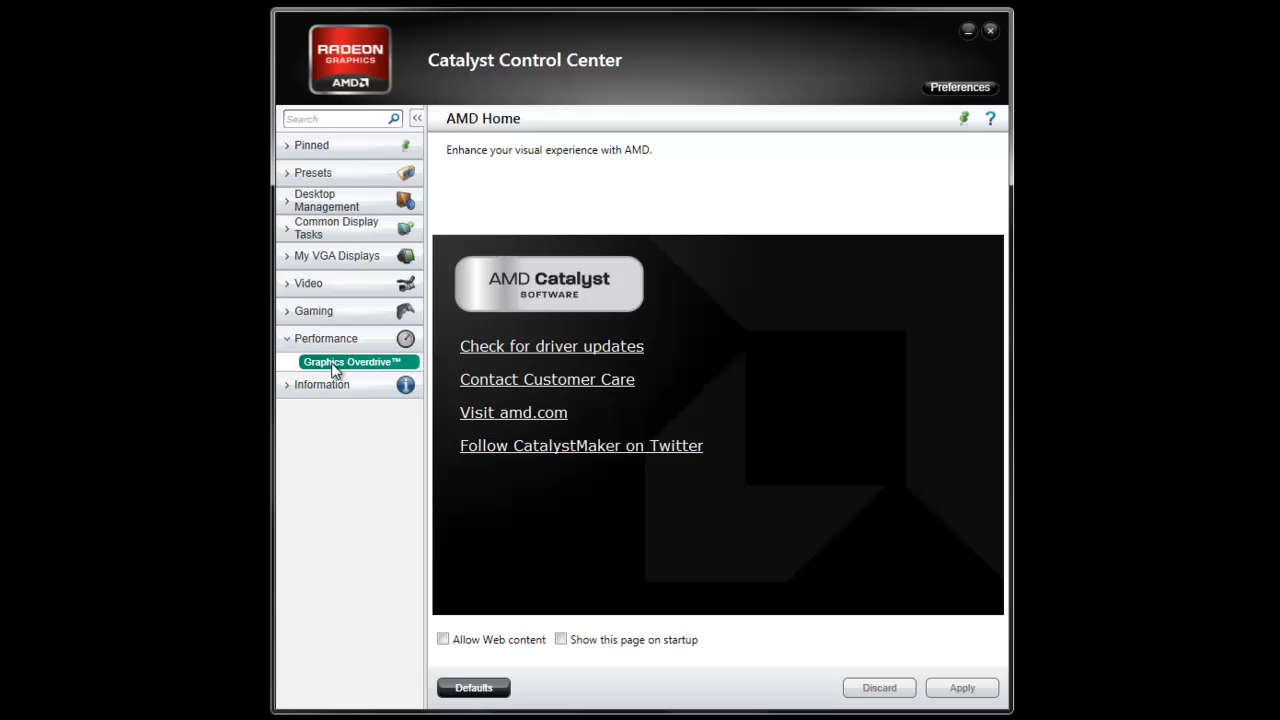 RADEON
GRAPHICS
AMD
Catalyst Control Center
Preferences
Search
<<
AMD Home
?
Pinned
Enhance your visual experience with AMD.
Presets
Desktop
Management
Common Display
Tasks
My VGA Displays
Video
Gaming
Performance
Graphics Overdrive™
Information
AMD Catalyst
SOFTWARE
Check for driver updates
Contact Customer Care
Visit amd.com
Follow CatalystMaker on Twitter
Allow Web content
Show this page on startup
Defaults
Discard
Apply